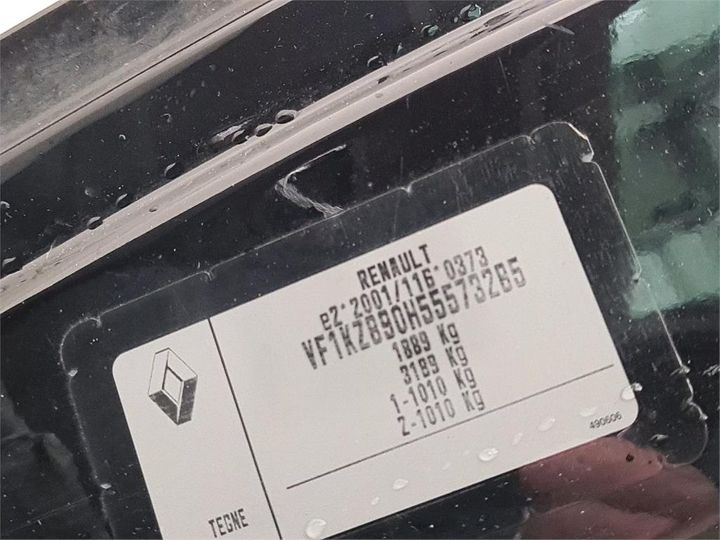 RENAULT
e2*2001/116*0373
VF1KZ890H55573285
1889 Kg
3189 Kg
1-1010 Kg
2-1010 Kg
490606
TEGNE